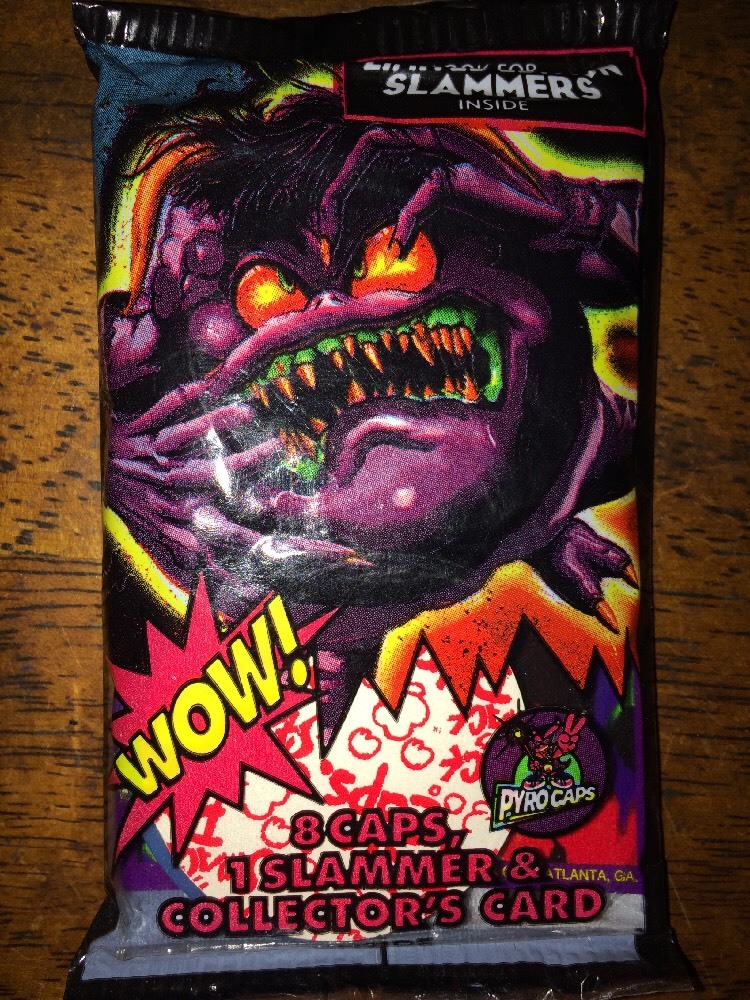 SLAMMERS
INSIDE
WOW!
PYRO CAPS
8 CAPS,
1 SLAMMER &
COLLECTOR'S CARD
ATLANTA, GA.